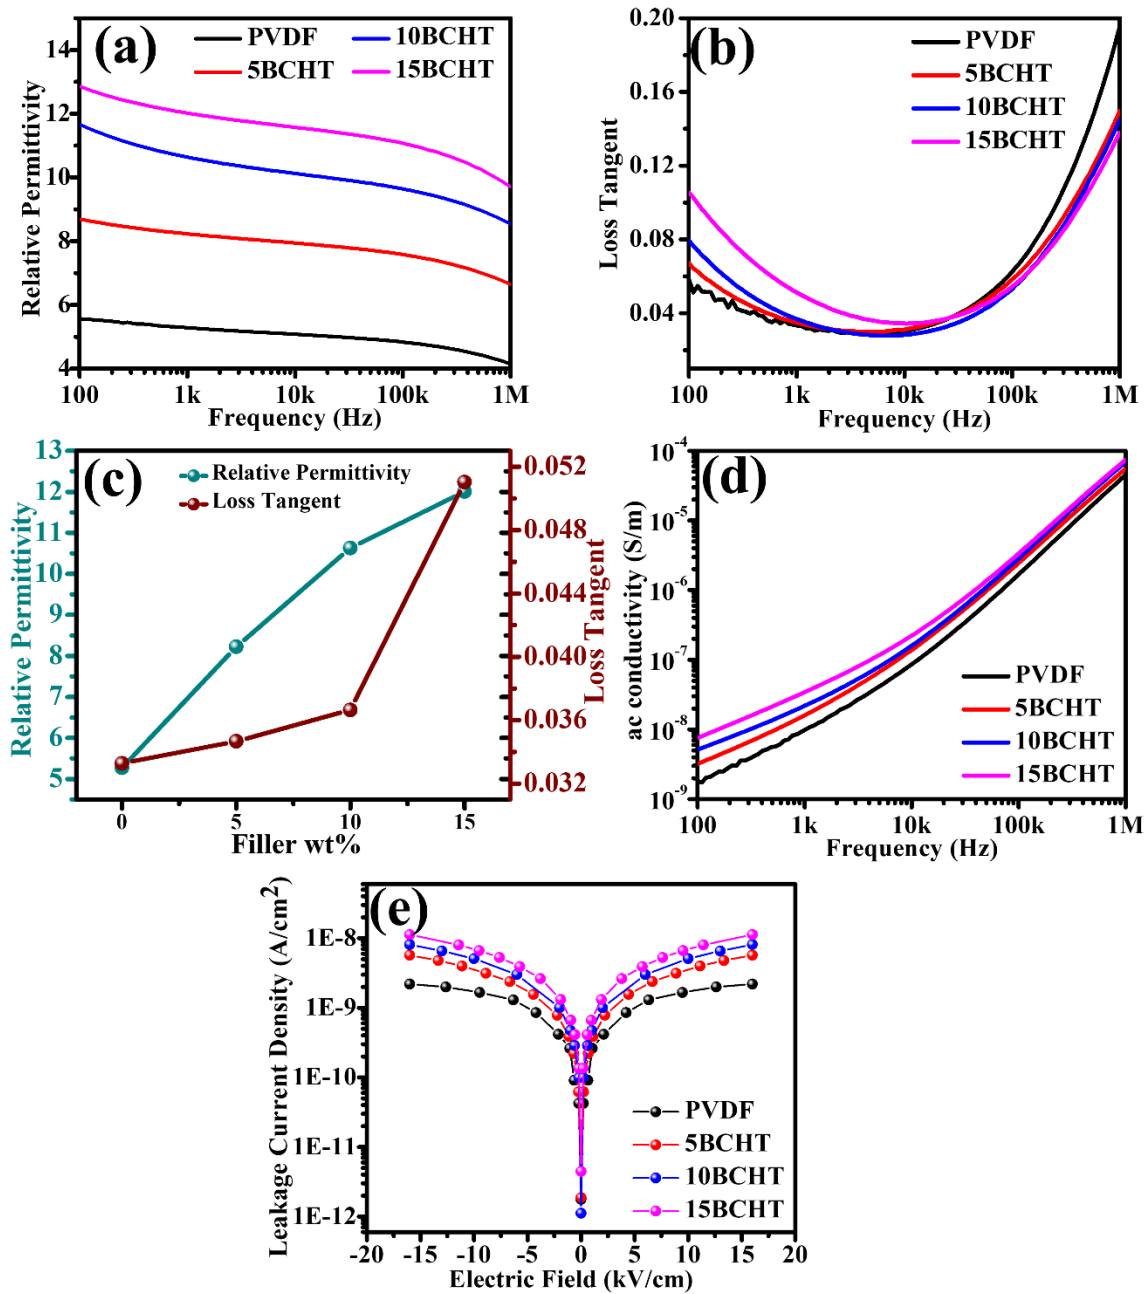 (a)
PVDF
10BCHT
5BCHT
15BCHT
Relative Permittivity
14
12
10
8
6
4
100
1k
10k
100k
1M
Frequency (Hz)
(b)
PVDF
5BCHT
10BCHT
15BCHT
Loss Tangent
0.20
0.16
0.12
0.08
0.04
100
1k
10k
100k
1M
Frequency (Hz)
(c)
Relative Permittivity
Loss Tangent
Relative Permittivity
13
12
11
10
9
8
7
6
5
0
5
10
15
Filler wt%
0.052
0.048
0.044
0.040
0.036
0.032
Loss Tangent
(d)
ac conductivity (S/m)
10⁻⁴
10⁻⁵
10⁻⁶
10⁻⁷
10⁻⁸
10⁻⁹
PVDF
5BCHT
10BCHT
15BCHT
100
1k
10k
100k
1M
Frequency (Hz)
(e)
Leakage Current Density (A/cm²)
1E-8
1E-9
1E-10
1E-11
1E-12
PVDF
5BCHT
10BCHT
15BCHT
-20
-15
-10
-5
0
5
10
15
20
Electric Field (kV/cm)